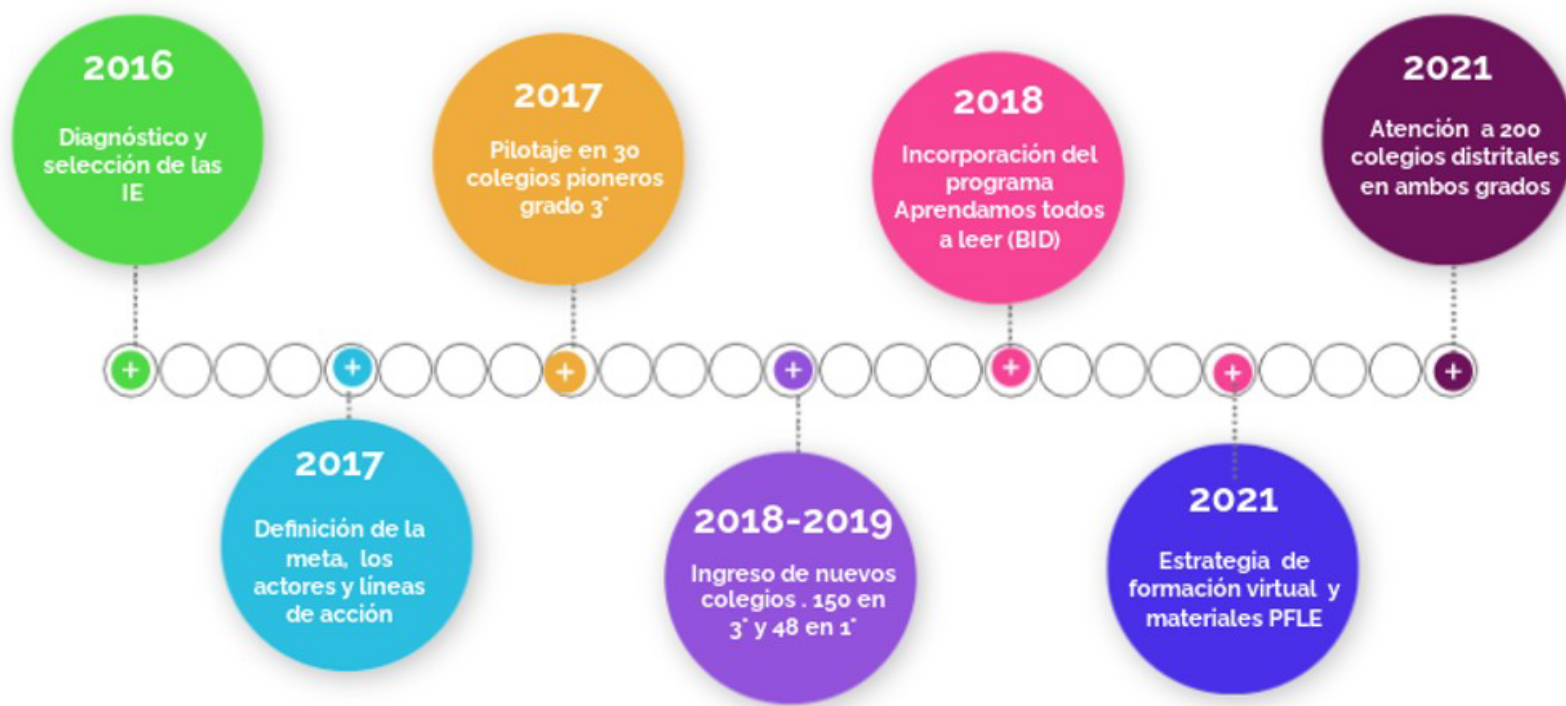 2016
Diagnóstico y
selección de las
IE
2017
Definición de la
meta, los
actores y líneas
de acción
2017
Pilotaje en 30
colegios pioneros
grado 3°
2018-2019
Ingreso de nuevos
colegios . 150 en
3° y 48 en 1°
2018
Incorporación del
programa
Aprendamos todos
a leer (BID)
2021
Estrategia de
formación virtual y
materiales PFLE
2021
Atención a 200
colegios distritales
en ambos grados